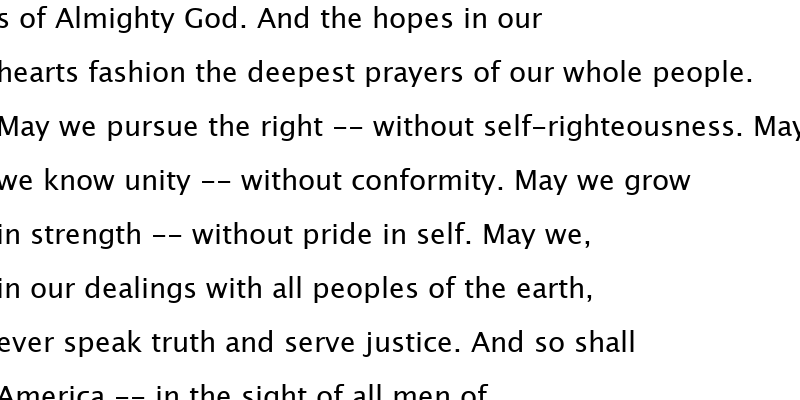 s of Almighty God. And the hopes in our
hearts fashion the deepest prayers of our whole people.
May we pursue the right -- without self-righteousness. May
we know unity -- without conformity. May we grow
in strength -- without pride in self. May we,
in our dealings with all peoples of the earth,
ever speak truth and serve justice. And so shall
America -- in the sight of all men of